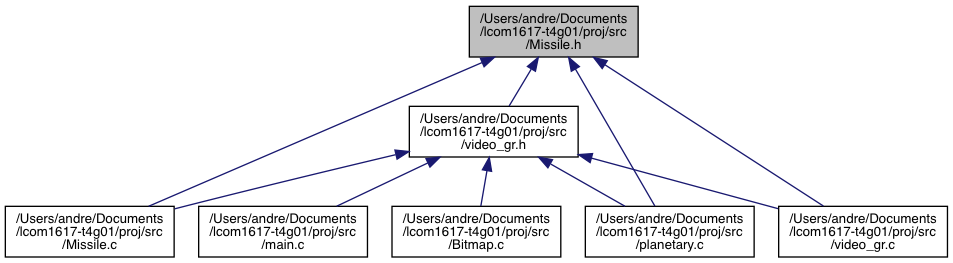 /Users/andre/Documents
/lcom1617-t4g01/proj/src
/Missile.h
/Users/andre/Documents
/lcom1617-t4g01/proj/src
/video_gr.h
/Users/andre/Documents
/lcom1617-t4g01/proj/src
/Missile.c
/Users/andre/Documents
/lcom1617-t4g01/proj/src
/main.c
/Users/andre/Documents
/lcom1617-t4g01/proj/src
/Bitmap.c
/Users/andre/Documents
/lcom1617-t4g01/proj/src
/planetary.c
/Users/andre/Documents
/lcom1617-t4g01/proj/src
/video_gr.c